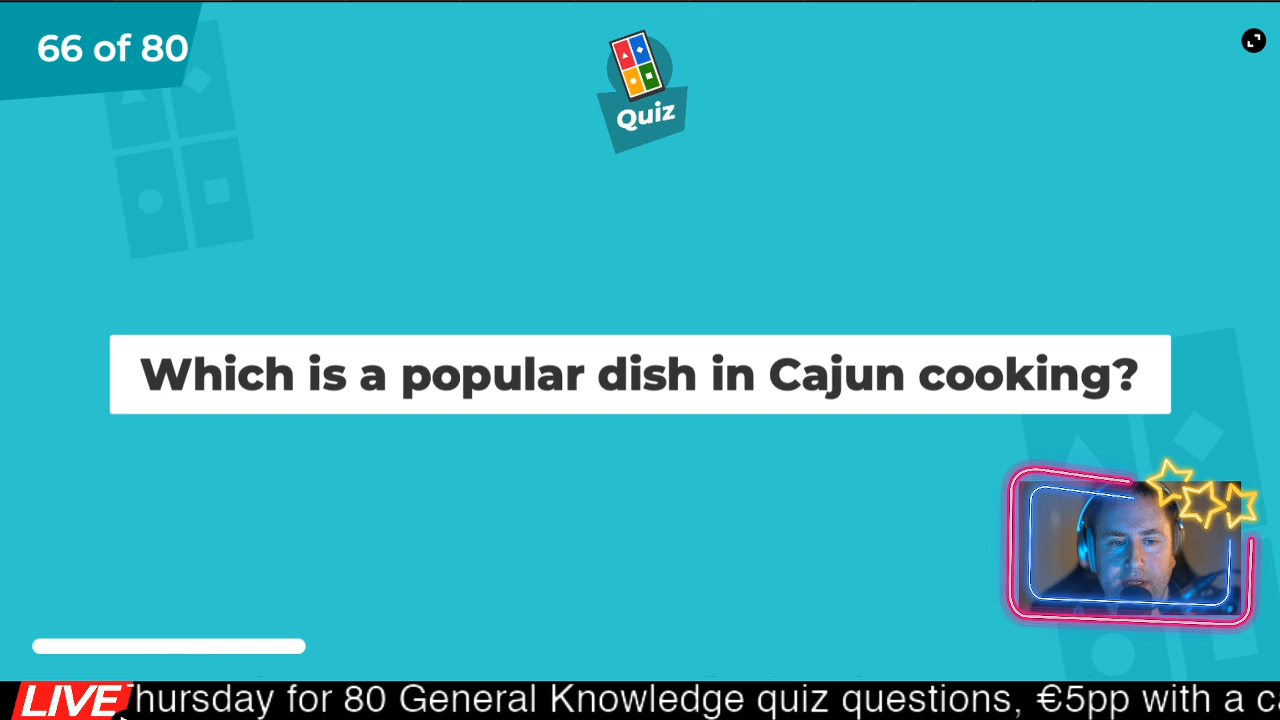 66 of 80
Quiz
Which is a popular dish in Cajun cooking?
LIVE
Thursday for 80 General Knowledge quiz questions, €5pp with a